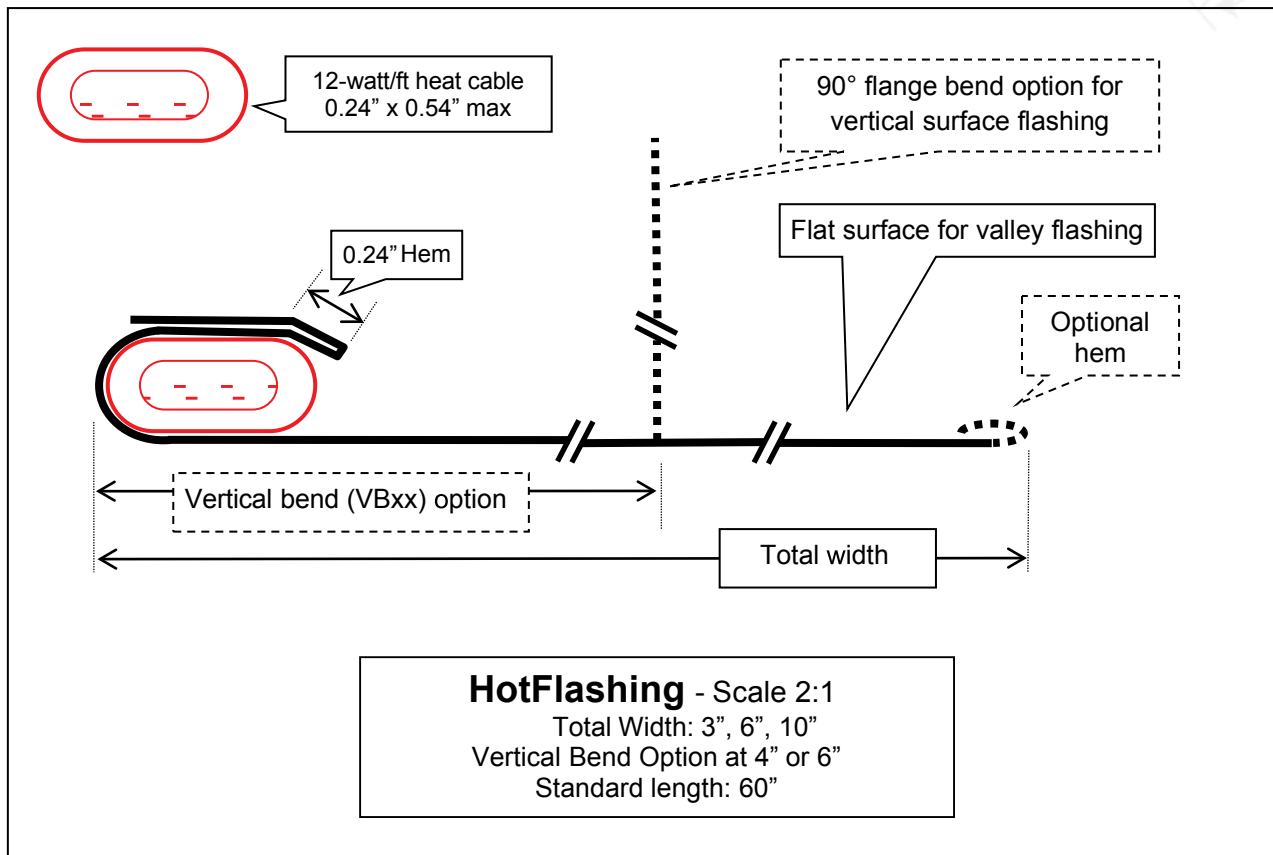 12-watt/ft heat cable
0.24” x 0.54” max
90° flange bend option for
vertical surface flashing
0.24” Hem
Flat surface for valley flashing
Optional
hem
Vertical bend (VBxx) option
Total width
HotFlashing - Scale 2:1
Total Width: 3”, 6”, 10”
Vertical Bend Option at 4” or 6”
Standard length: 60”